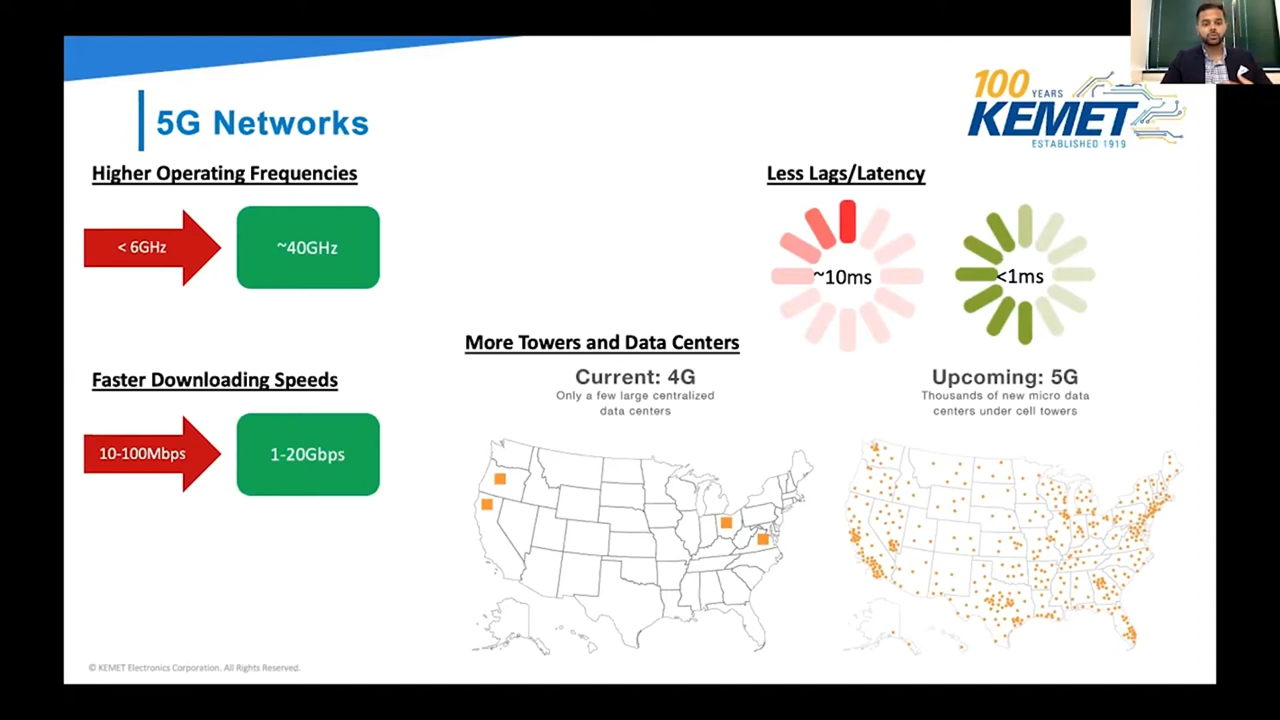 5G Networks
100 YEARS
KEMET
ESTABLISHED 1919
Higher Operating Frequencies
< 6GHz
~40GHz
Less Lags/Latency
~10ms
<1ms
Faster Downloading Speeds
10-100Mbps
1-20Gbps
More Towers and Data Centers
Current: 4G
Only a few large centralized
data centers
Upcoming: 5G
Thousands of new micro data
centers under cell towers
© KEMET Electronics Corporation. All Rights Reserved.